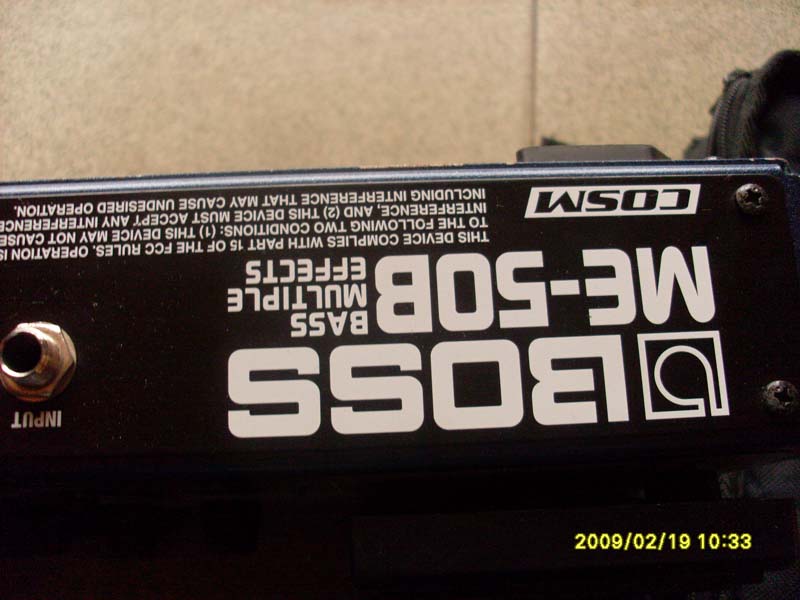 INPUT
BOSS
ME-50B
BASS
MULTIPLE
EFFECTS
THIS DEVICE COMPLIES WITH PART 15 OF THE FCC RULES. OPERATION IS
TO THE FOLLOWING TWO CONDITIONS: (1) THIS DEVICE MAY NOT CAUSE
INTERFERENCE, AND (2) THIS DEVICE MUST ACCEPT ANY INTERFERENCE
INCLUDING INTERFERENCE THAT MAY CAUSE UNDESIRED OPERATION.
COSM
2009/02/19 10:33